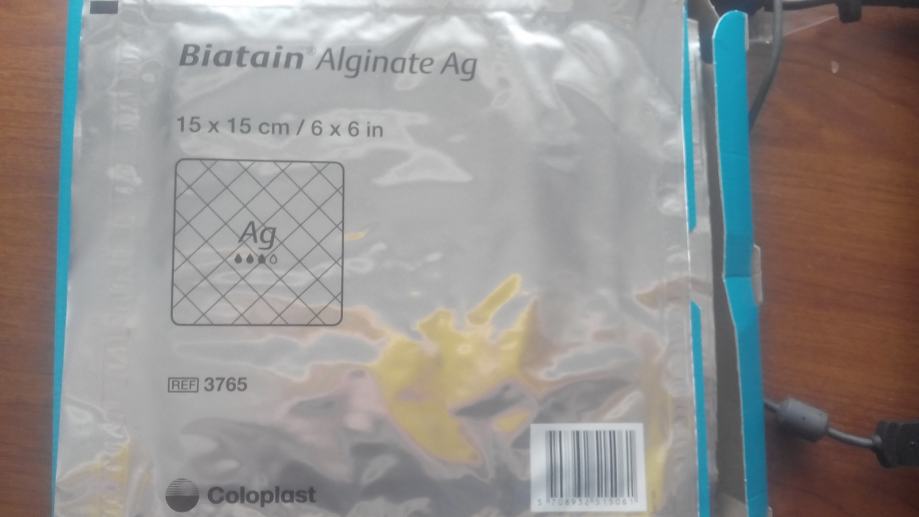 Biatain® Alginate Ag
15 x 15 cm / 6 x 6 in
Ag
REF 3765
Coloplast